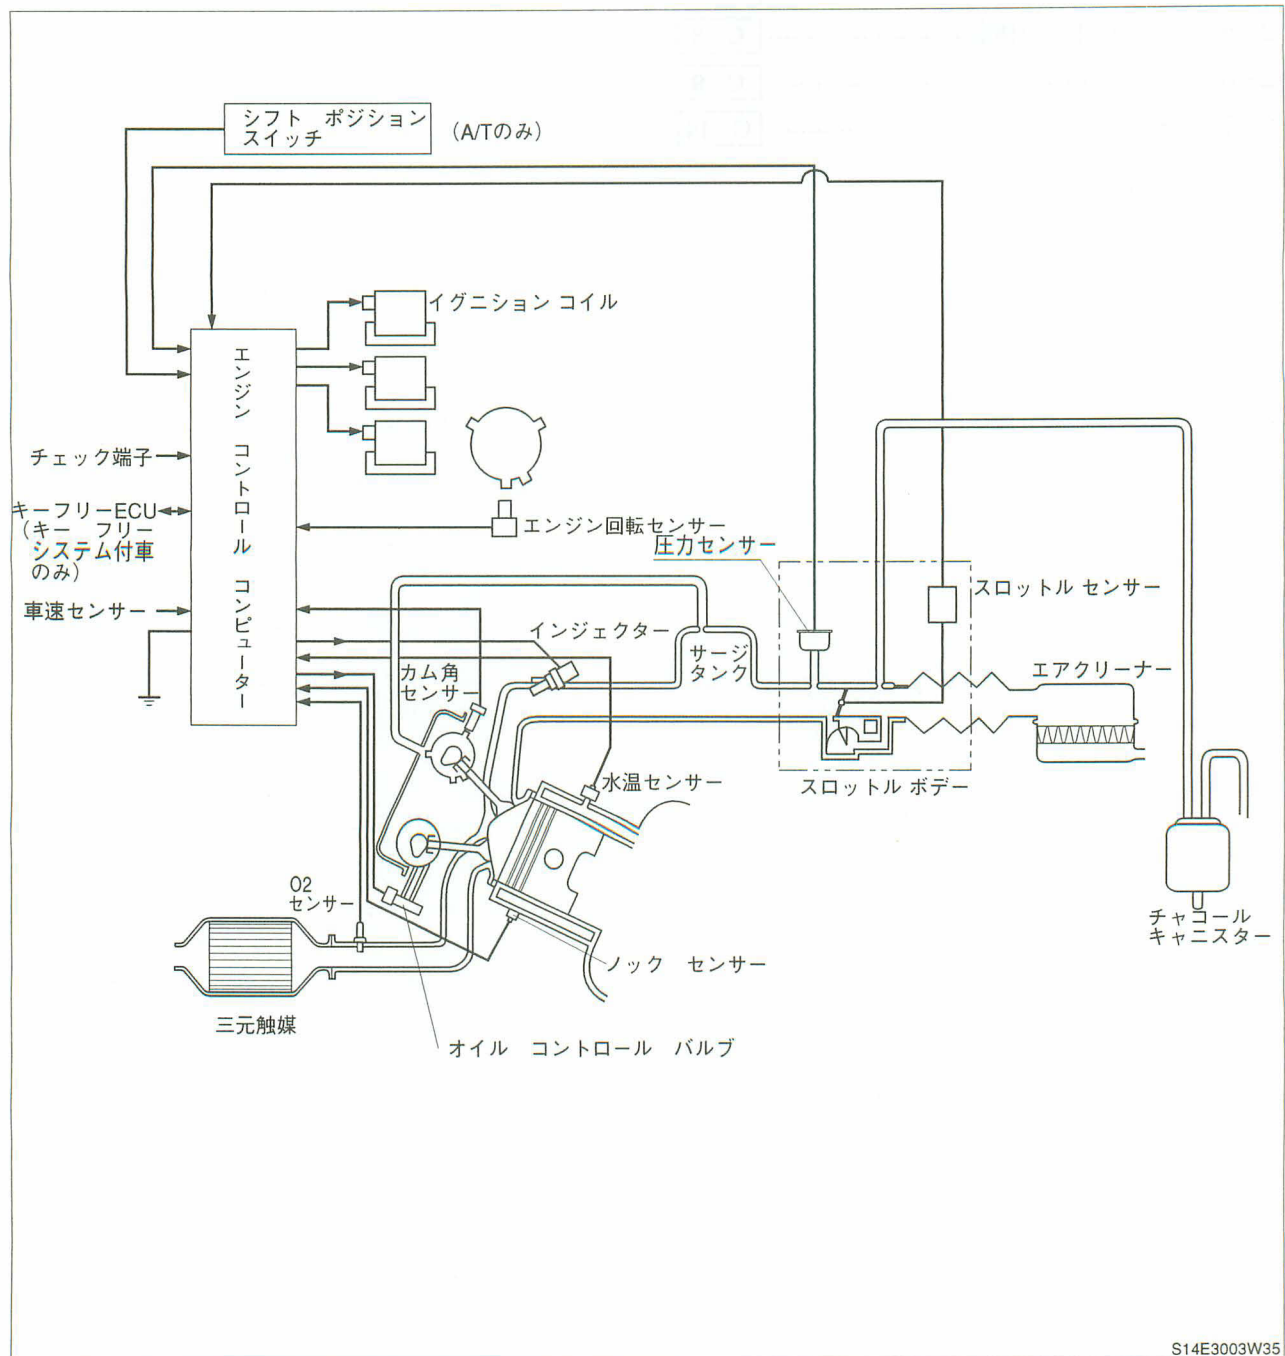 シフト ポジション
スイッチ
(A/Tのみ)
イグニション コイル
エンジン コントロール コンピューター
チェック端子
キーフリーECU
(キー フリー
システム付車
のみ)
車速センサー
エンジン回転センサー
圧力センサー
スロットル センサー
インジェクター
サージ
タンク
エアクリーナー
カム角
センサー
水温センサー
スロットル ボデー
O2
センサー
チャコール
キャニスター
ノック センサー
三元触媒
オイル コントロール バルブ
S14E3003W35